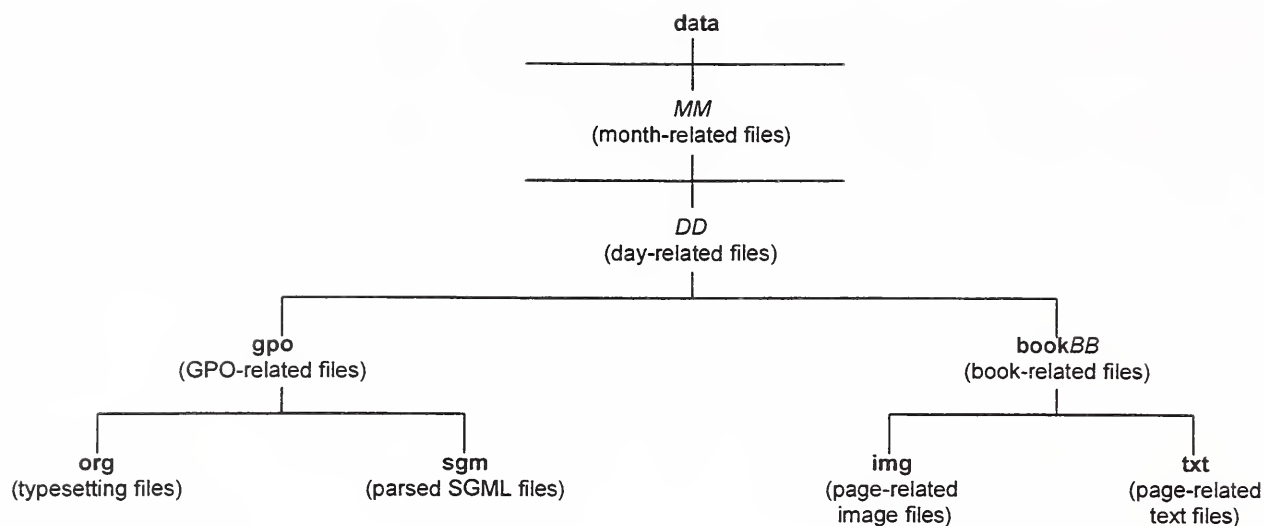 data
MM
(month-related files)
DD
(day-related files)
gpo
(GPO-related files)
bookBB
(book-related files)
org
(typesetting files)
sgm
(parsed SGML files)
img
(page-related
image files)
txt
(page-related
text files)